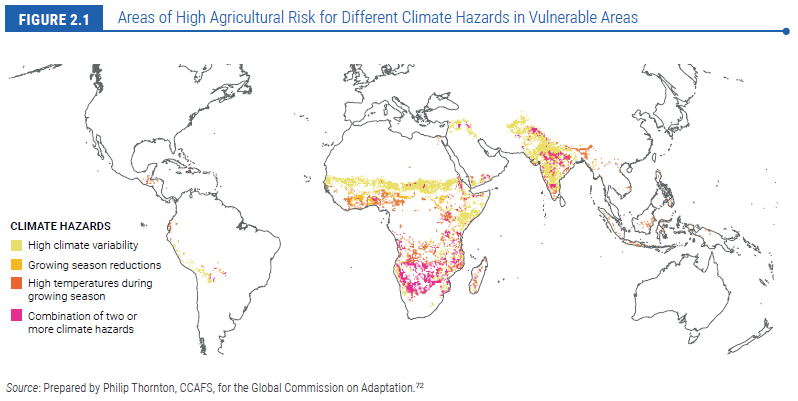 FIGURE 2.1
Areas of High Agricultural Risk for Different Climate Hazards in Vulnerable Areas
CLIMATE HAZARDS
High climate variability
Growing season reductions
High temperatures during
growing season
Combination of two or
more climate hazards
Source: Prepared by Philip Thornton, CCAFS, for the Global Commission on Adaptation.⁷²